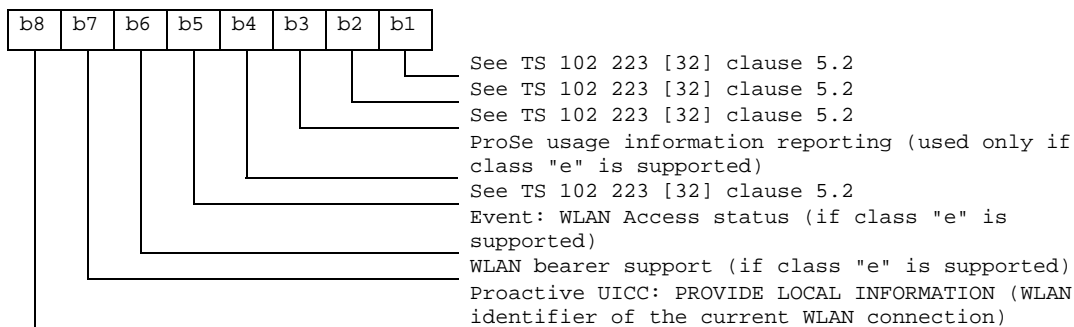 b8 b7 b6 b5 b4 b3 b2 b1
See TS 102 223 [32] clause 5.2
See TS 102 223 [32] clause 5.2
See TS 102 223 [32] clause 5.2
ProSe usage information reporting (used only if
class "e" is supported)
See TS 102 223 [32] clause 5.2
Event: WLAN Access status (if class "e" is
supported)
WLAN bearer support (if class "e" is supported)
Proactive UICC: PROVIDE LOCAL INFORMATION (WLAN
identifier of the current WLAN connection)